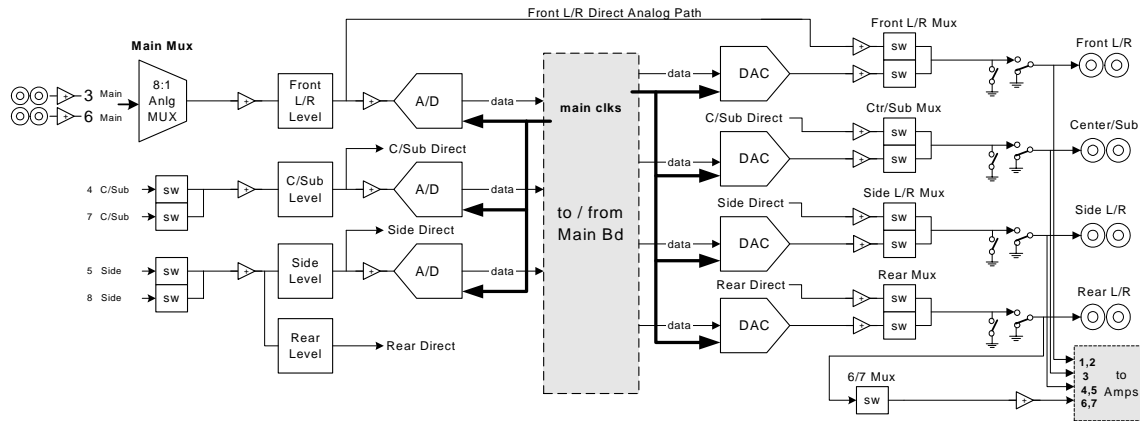 Front L/R Direct Analog Path
Main Mux
8:1
Anlg
MUX
3 Main
6 Main
+
+
+
Front
L/R
Level
+
A/D
data
4 C/Sub
7 C/Sub
sw
sw
+
C/Sub
Level
C/Sub Direct
+
A/D
data
5 Side
8 Side
sw
sw
+
Side
Level
Side Direct
+
A/D
data
Rear
Level
Rear Direct
main clks
to / from
Main Bd
data
DAC
Front L/R Mux
+
sw
+
sw
Front L/R
C/Sub Direct
data
DAC
Ctr/Sub Mux
+
sw
+
sw
Center/Sub
Side Direct
data
DAC
Side L/R Mux
+
sw
+
sw
Side L/R
Rear Direct
data
DAC
Rear Mux
+
sw
+
sw
Rear L/R
6/7 Mux
sw
+
1,2
3
4,5
6,7
to
Amps